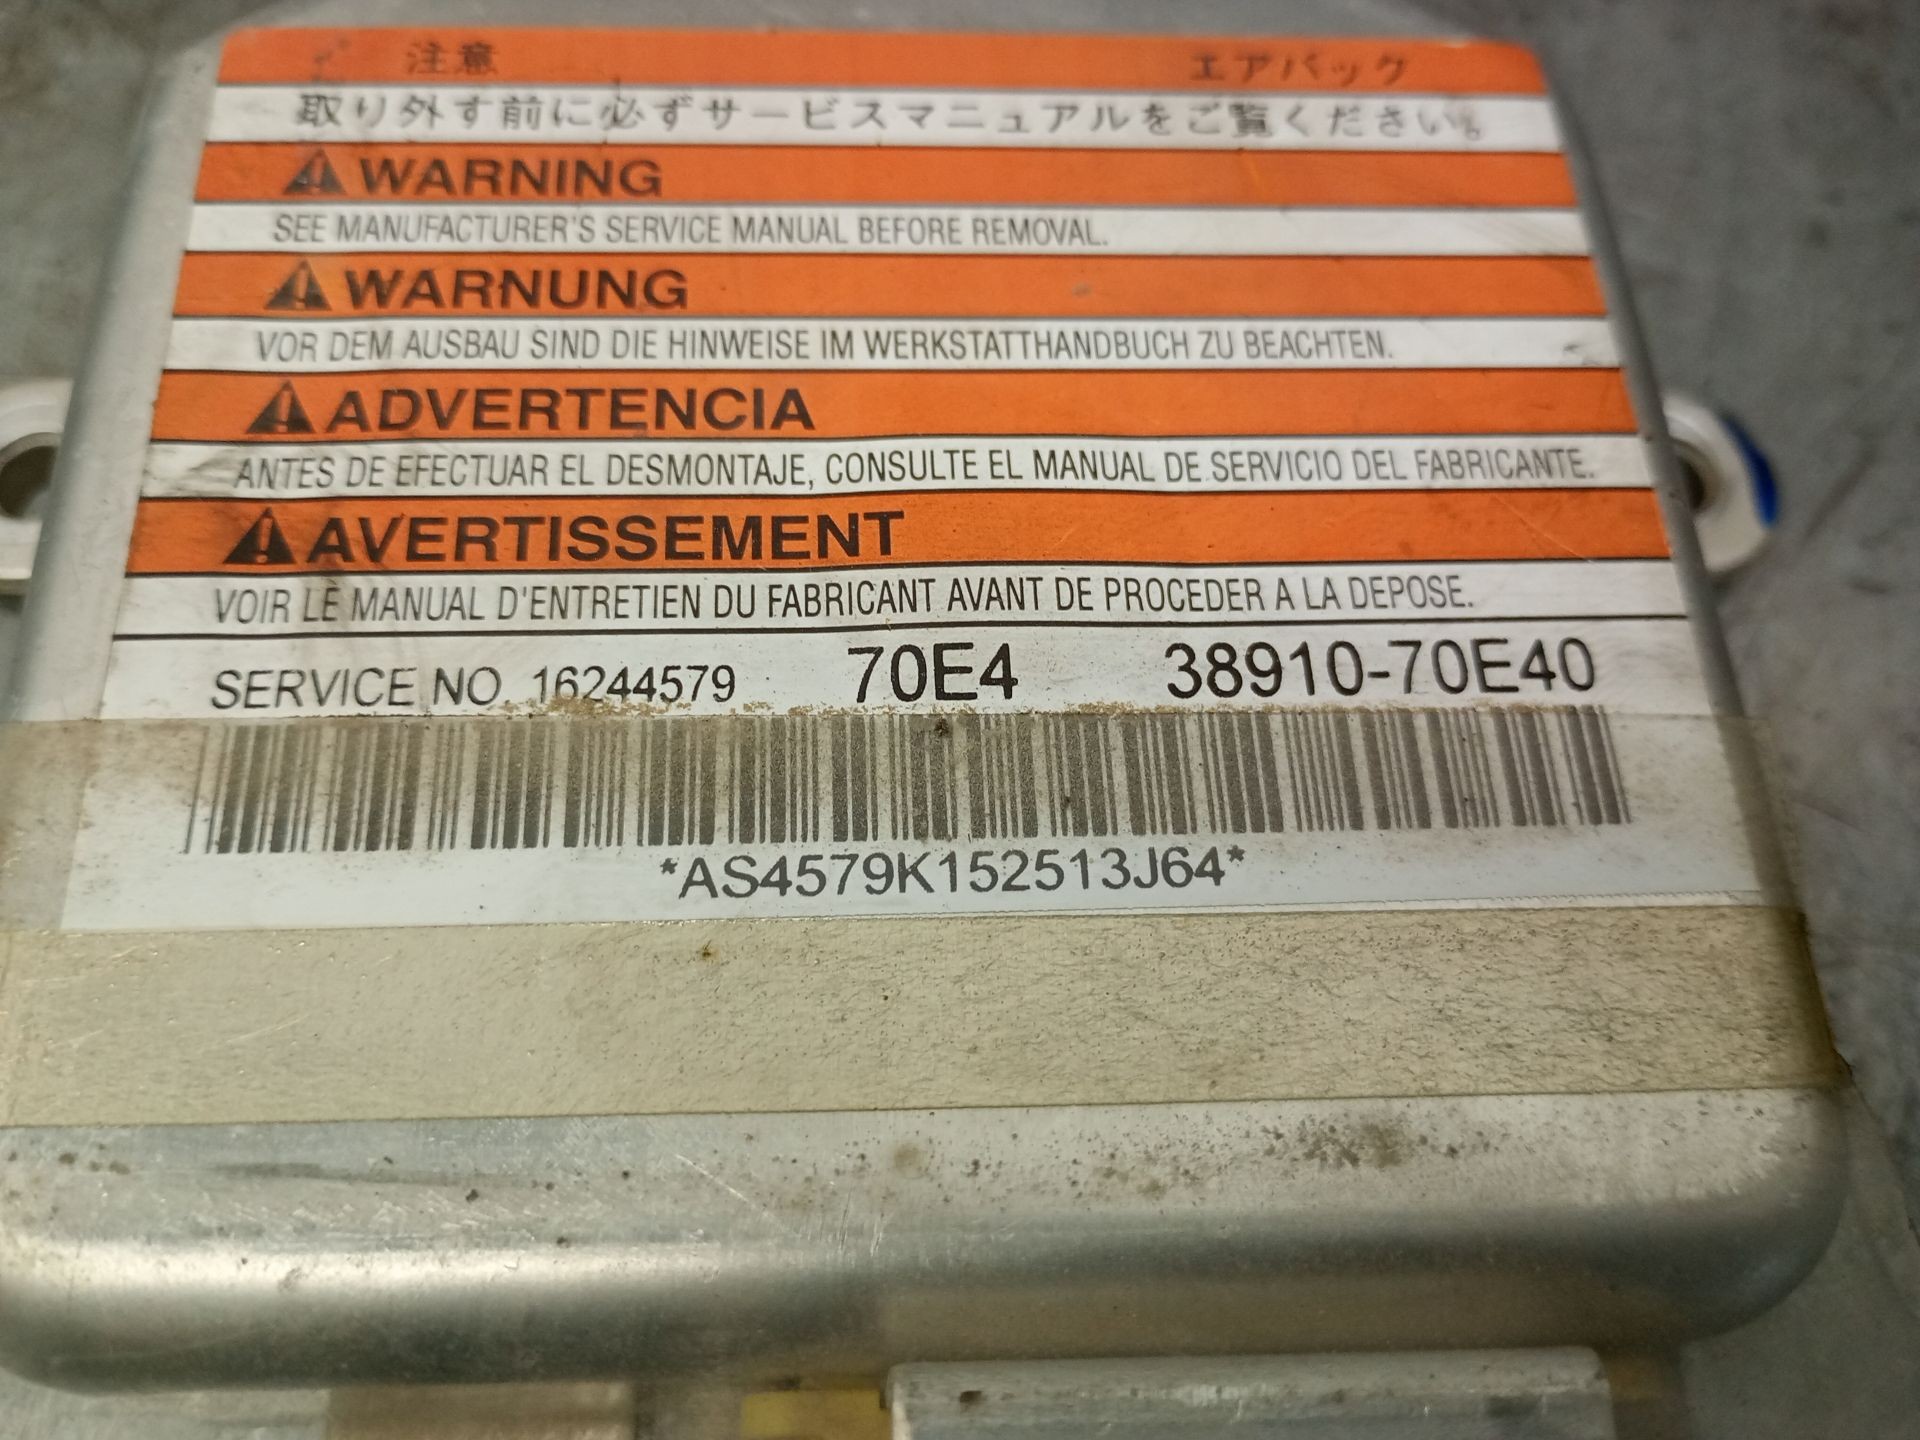 注意 エアバック
取り外す前に必ずサービスマニュアルをご覧ください。
WARNING
SEE MANUFACTURER'S SERVICE MANUAL BEFORE REMOVAL.
WARNUNG
VOR DEM AUSBAU SIND DIE HINWEISE IM WERKSTATTHANDBUCH ZU BEACHTEN.
ADVERTENCIA
ANTES DE EFECTUAR EL DESMONTAJE, CONSULTE EL MANUAL DE SERVICIO DEL FABRICANTE.
AVERTISSEMENT
VOIR LE MANUAL D'ENTRETIEN DU FABRICANT AVANT DE PROCEDER A LA DEPOSE.
SERVICE NO. 16244579 70E4 38910-70E40
*AS4579K152513J64*